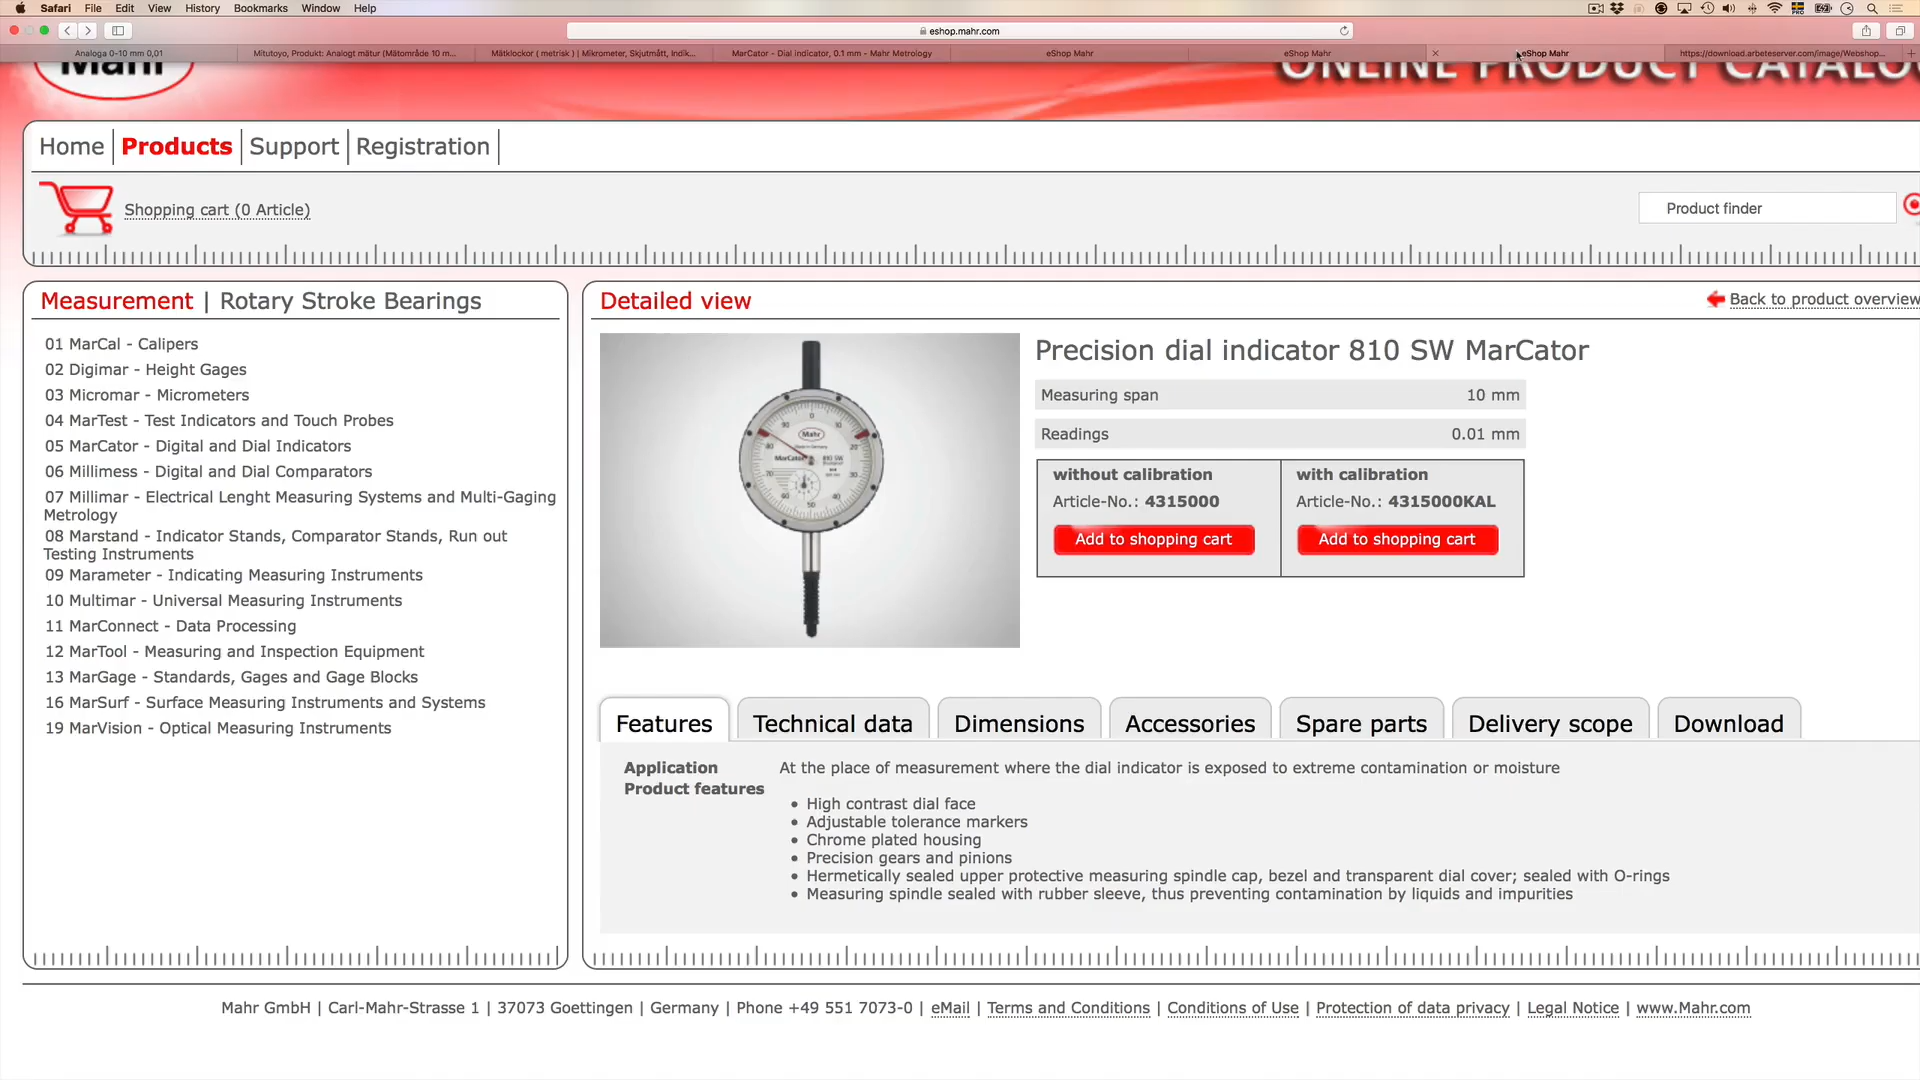 Safari File Edit View History Bookmarks Window Help
eshop.mahr.com
Analoga 0-10 mm 0,01
Mitutoyo, Produkt: Analogt mätur (Mätområde 10 m...
Mätklockor ( metrisk ) | Mikrometer, Skjutmått, Indik...
MarCator - Dial indicator, 0.1 mm - Mahr Metrology
eShop Mahr
eShop Mahr
eShop Mahr
https://download.arbeteserver.com/image/Webshop...
Mahr
ONLINE PRODUCT CATALO
Home Products Support Registration
Shopping cart (0 Article)
Product finder
Measurement | Rotary Stroke Bearings
01 MarCal - Calipers
02 Digimar - Height Gages
03 Micromar - Micrometers
04 MarTest - Test Indicators and Touch Probes
05 MarCator - Digital and Dial Indicators
06 Millimess - Digital and Dial Comparators
07 Millimar - Electrical Lenght Measuring Systems and Multi-Gaging
Metrology
08 Marstand - Indicator Stands, Comparator Stands, Run out
Testing Instruments
09 Marameter - Indicating Measuring Instruments
10 Multimar - Universal Measuring Instruments
11 MarConnect - Data Processing
12 MarTool - Measuring and Inspection Equipment
13 MarGage - Standards, Gages and Gage Blocks
16 MarSurf - Surface Measuring Instruments and Systems
19 MarVision - Optical Measuring Instruments
Detailed view
Back to product overview
Mahr
MarCator 810 SW
Precision dial indicator 810 SW MarCator
Measuring span 10 mm
Readings 0.01 mm
without calibration
Article-No.: 4315000
Add to shopping cart
with calibration
Article-No.: 4315000KAL
Add to shopping cart
Features Technical data Dimensions Accessories Spare parts Delivery scope Download
Application At the place of measurement where the dial indicator is exposed to extreme contamination or moisture
Product features
• High contrast dial face
• Adjustable tolerance markers
• Chrome plated housing
• Precision gears and pinions
• Hermetically sealed upper protective measuring spindle cap, bezel and transparent dial cover; sealed with O-rings
• Measuring spindle sealed with rubber sleeve, thus preventing contamination by liquids and impurities
Mahr GmbH | Carl-Mahr-Strasse 1 | 37073 Goettingen | Germany | Phone +49 551 7073-0 | eMail | Terms and Conditions | Conditions of Use | Protection of data privacy | Legal Notice | www.Mahr.com